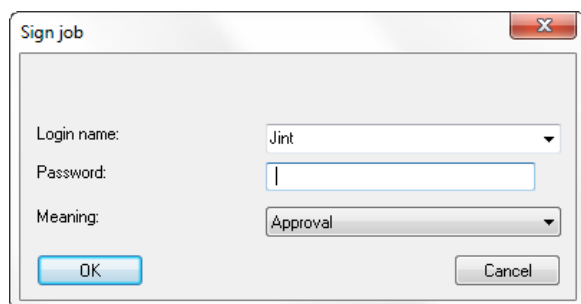 Sign job
Login name: Jint
Password:
Meaning: Approval
OK Cancel